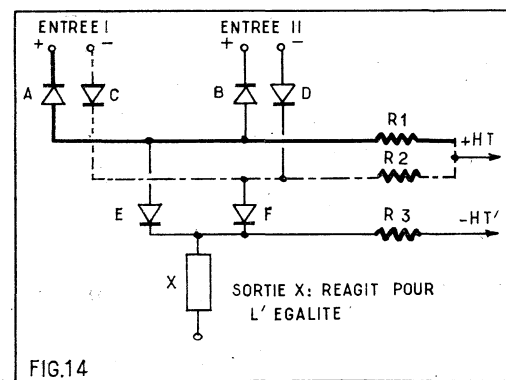 ENTREE I ENTREE II
+ - + -
A C B D
R1
+HT
R2
E F R3 -HT'
X SORTIE X: REAGIT POUR
L'EGALITE
FIG.14